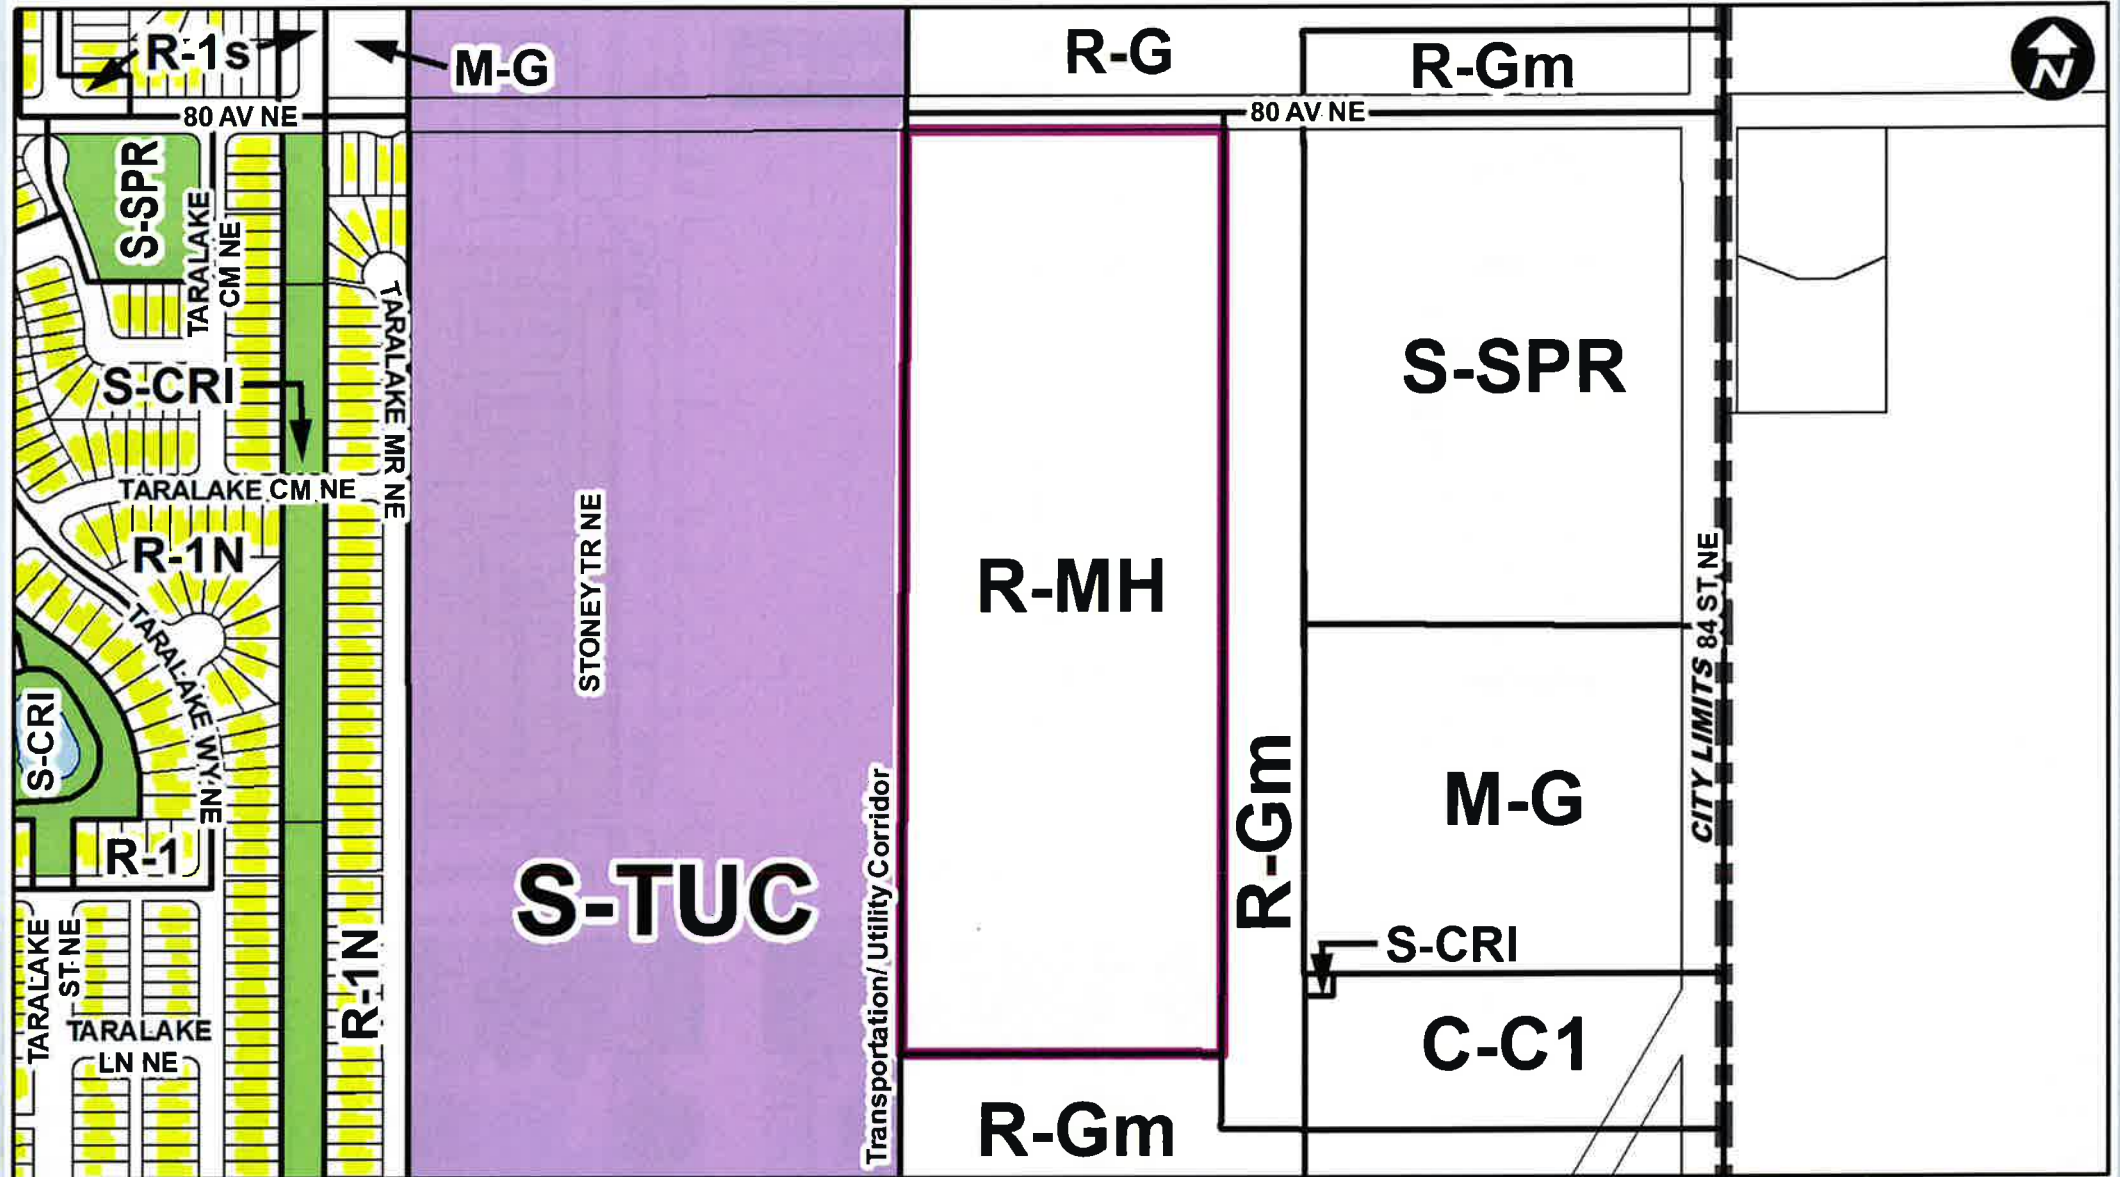 R-1s
M-G
R-G
R-Gm
N
80 AV NE
80 AV NE
S-SPR
TARALAKE
CM NE
TARALAKE MR NE
S-CRI
S-SPR
TARALAKE CM NE
R-1N
STONEY TR NE
R-MH
CITY LIMITS
84 ST NE
TARALAKE WY NE
S-CRI
R-1
S-TUC
Transportation/ Utility Corridor
R-Gm
M-G
S-CRI
TARALAKE
ST NE
R-1N
TARALAKE
LN NE
C-C1
R-Gm